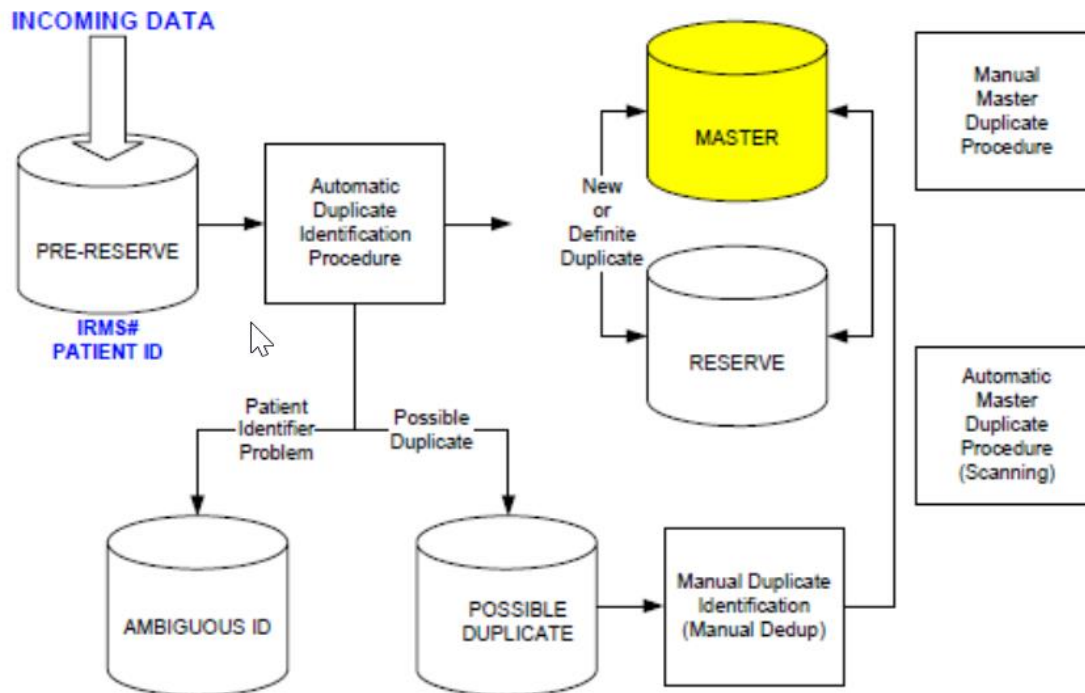 INCOMING DATA
PRE-RESERVE
IRMS#
PATIENT ID
Automatic
Duplicate
Identification
Procedure
New
or
Definite
Duplicate
MASTER
RESERVE
Manual
Master
Duplicate
Procedure
Automatic
Master
Duplicate
Procedure
(Scanning)
Patient
Identifier
Problem
Possible
Duplicate
AMBIGUOUS ID
POSSIBLE
DUPLICATE
Manual Duplicate
Identification
(Manual Dedup)